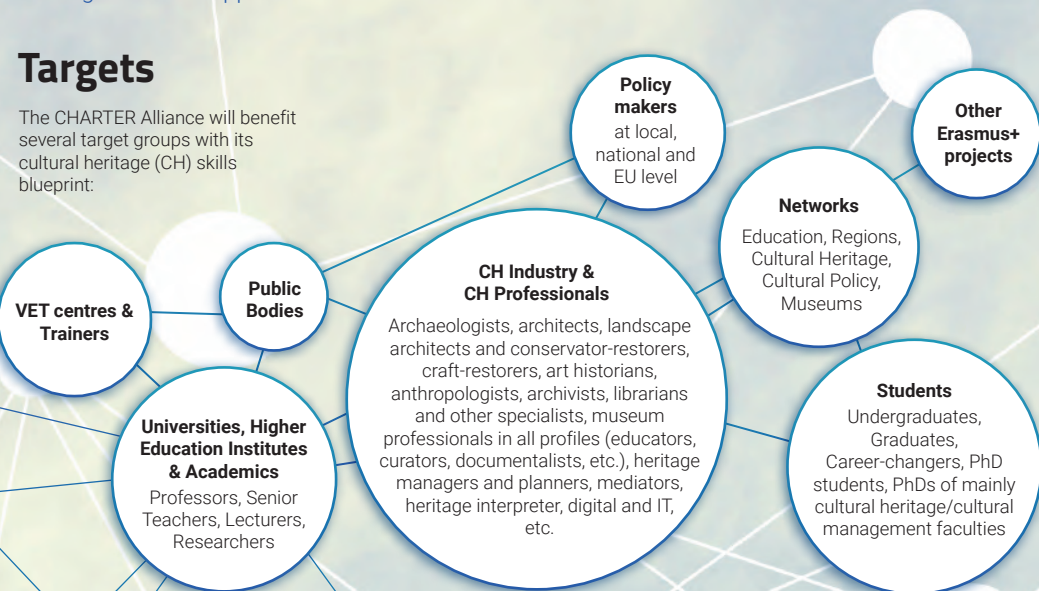 Targets
The CHARTER Alliance will benefit
several target groups with its
cultural heritage (CH) skills
blueprint:
Policy
makers
at local,
national and
EU level
Other
Erasmus+
projects
Networks
Education, Regions,
Cultural Heritage,
Cultural Policy,
Museums
VET centres &
Trainers
Public
Bodies
CH Industry &
CH Professionals
Archaeologists, architects, landscape
architects and conservator-restorers,
craft-restorers, art historians,
anthropologists, archivists, librarians
and other specialists, museum
professionals in all profiles (educators,
curators, documentalists, etc.), heritage
managers and planners, mediators,
heritage interpreter, digital and IT,
etc.
Universities, Higher
Education Institutes
& Academics
Professors, Senior
Teachers, Lecturers,
Researchers
Students
Undergraduates,
Graduates,
Career-changers, PhD
students, PhDs of mainly
cultural heritage/cultural
management faculties